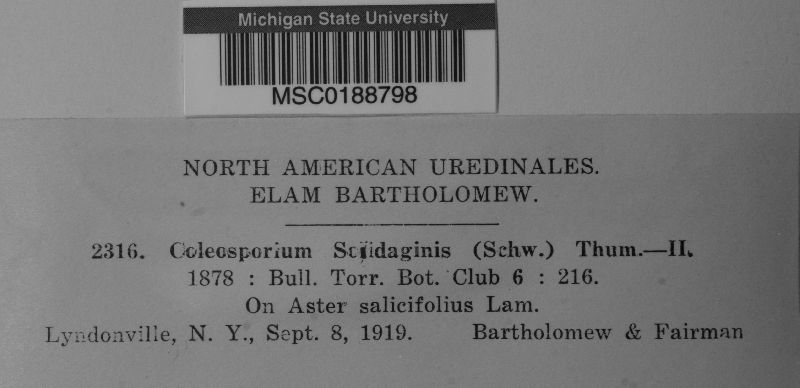 Michigan State University
MSC0188798
NORTH AMERICAN UREDINALES.
ELAM BARTHOLOMEW.
2316. Coleosporium Solidaginis (Schw.) Thum.—II.
1878 : Bull. Torr. Bot. Club 6 : 216.
On Aster salicifolius Lam.
Lyndonville, N. Y., Sept. 8, 1919. Bartholomew & Fairman